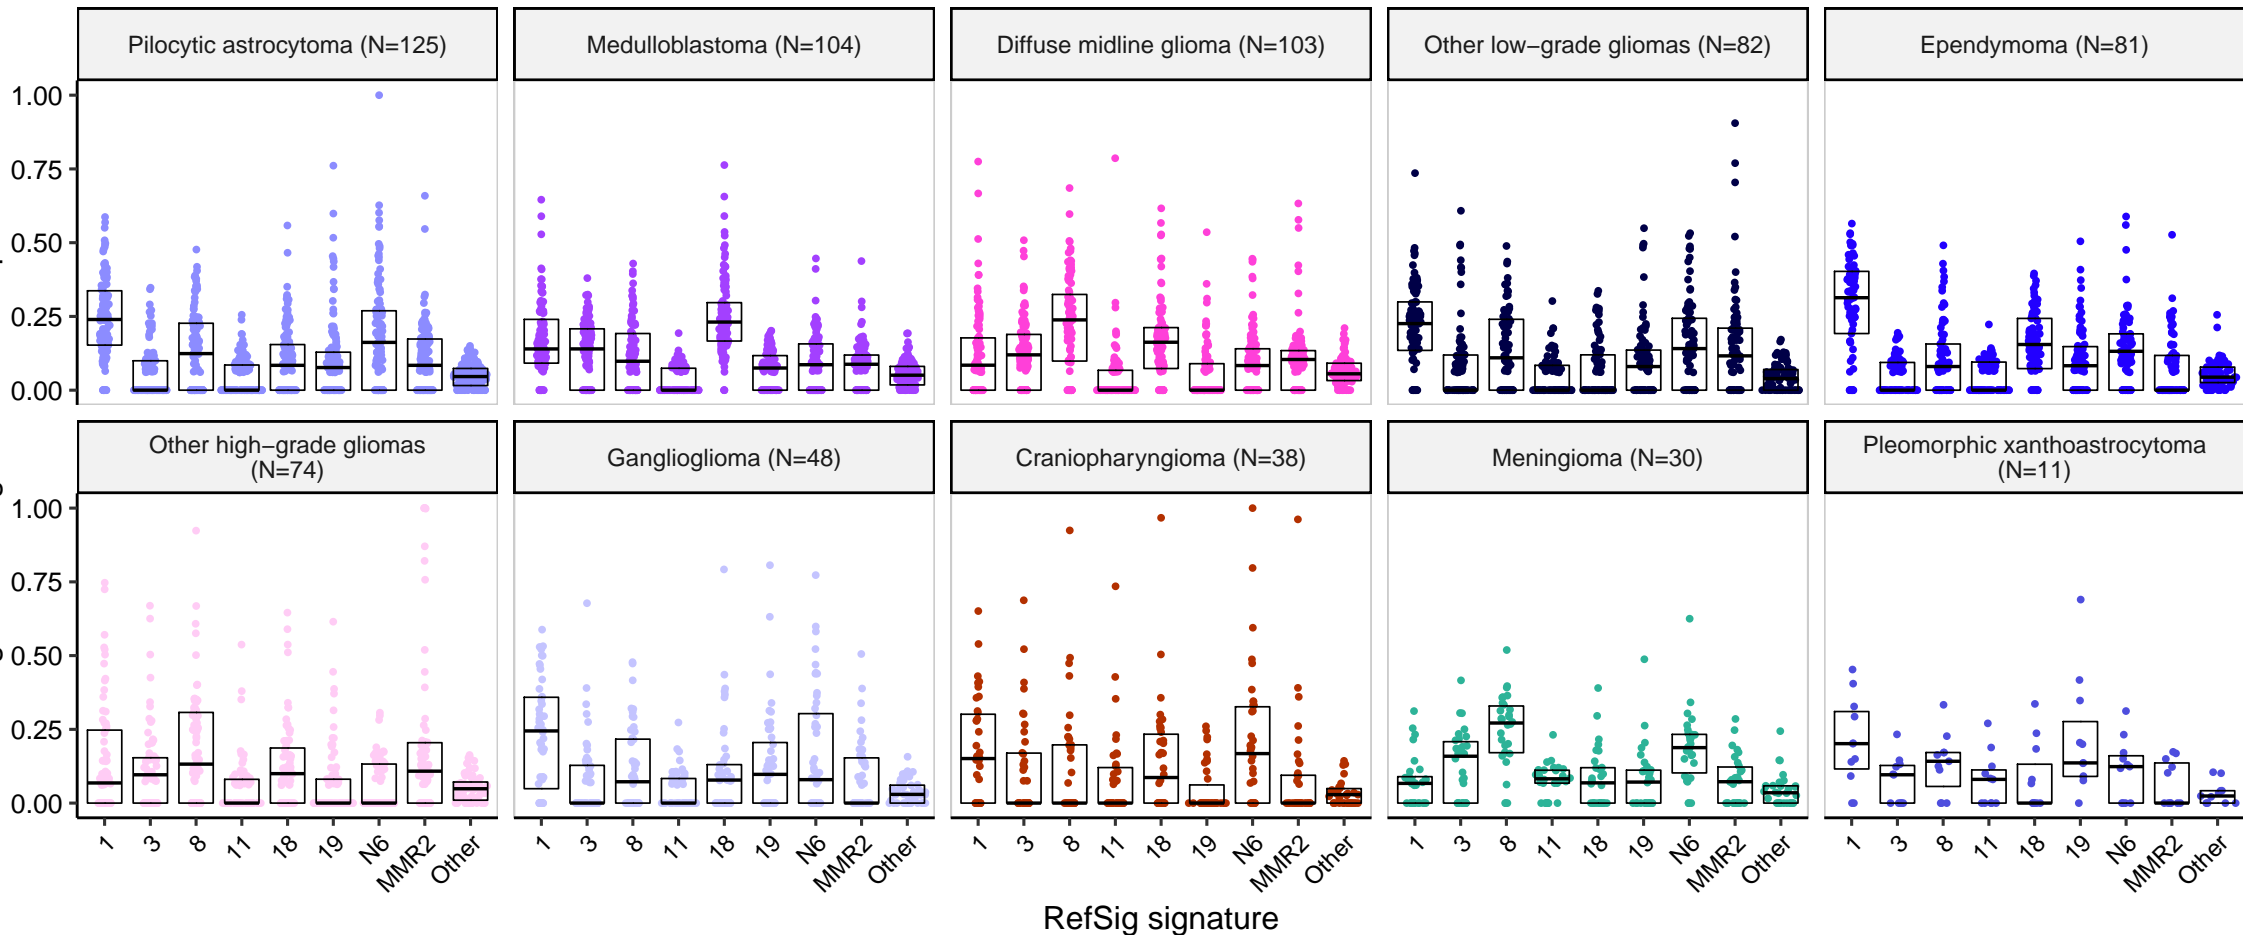 Pilocytic astrocytoma (N=125)
Medulloblastoma (N=104)
Diffuse midline glioma (N=103)
Other low−grade gliomas (N=82)
Ependymoma (N=81)
1.00
0.75
0.50
0.25
0.00
Other high−grade gliomas
(N=74)
Ganglioglioma (N=48)
Craniopharyngioma (N=38)
Meningioma (N=30)
Pleomorphic xanthoastrocytoma
(N=11)
1.00
0.75
0.50
0.25
0.00
1 3 8 11 18 19 N6 MMR2 Other
1 3 8 11 18 19 N6 MMR2 Other
1 3 8 11 18 19 N6 MMR2 Other
1 3 8 11 18 19 N6 MMR2 Other
1 3 8 11 18 19 N6 MMR2 Other
RefSig signature